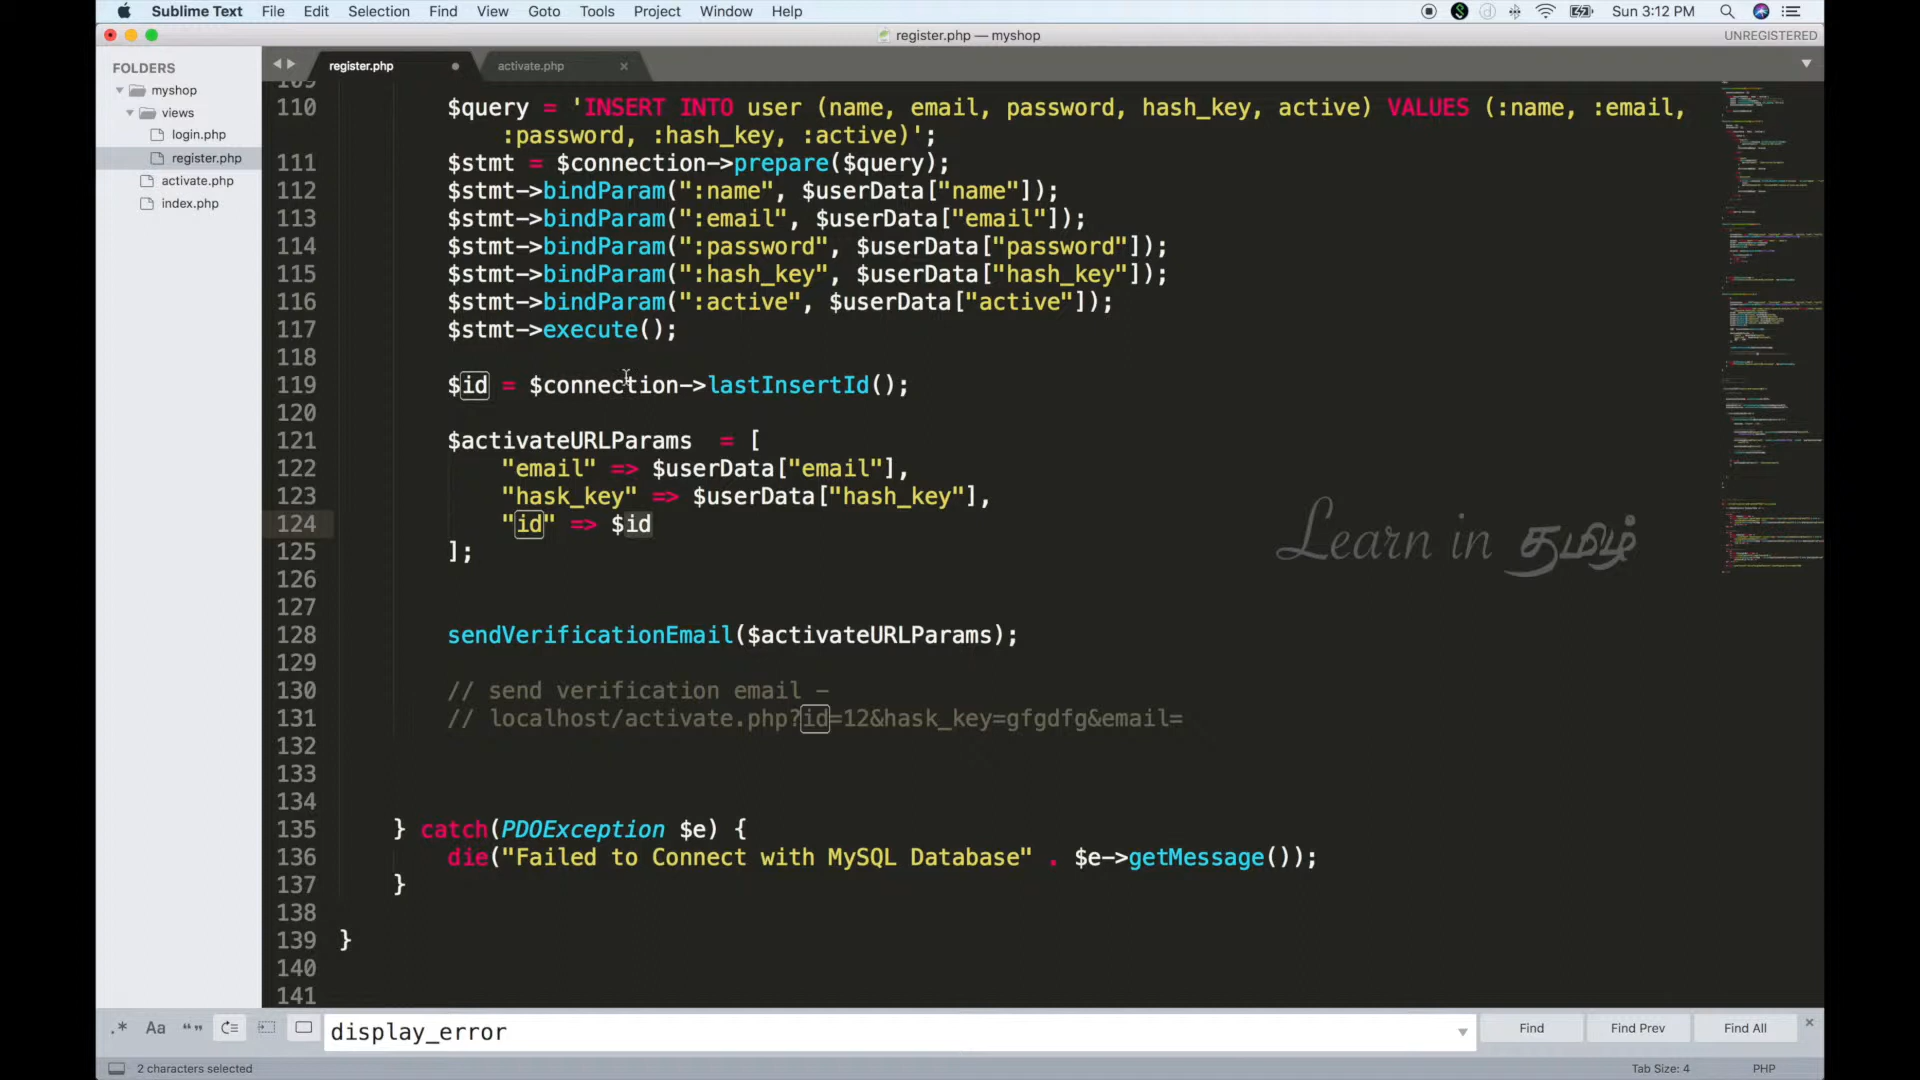 Sublime Text File Edit Selection Find View Goto Tools Project Window Help Sun 3:12 PM
register.php — myshop UNREGISTERED
FOLDERS
myshop
views
login.php
register.php
activate.php
index.php
register.php activate.php
109
110 $query = 'INSERT INTO user (name, email, password, hash_key, active) VALUES (:name, :email,
:password, :hash_key, :active)';
111 $stmt = $connection->prepare($query);
112 $stmt->bindParam(":name", $userData["name"]);
113 $stmt->bindParam(":email", $userData["email"]);
114 $stmt->bindParam(":password", $userData["password"]);
115 $stmt->bindParam(":hash_key", $userData["hash_key"]);
116 $stmt->bindParam(":active", $userData["active"]);
117 $stmt->execute();
118
119 $id = $connection->lastInsertId();
120
121 $activateURLParams = [
122 "email" => $userData["email"],
123 "hask_key" => $userData["hash_key"],
124 "id" => $id
125 ];
126
127
128 sendVerificationEmail($activateURLParams);
129
130 // send verification email –
131 // localhost/activate.php?id=12&hask_key=gfgdfg&email=
132
133
134
135 } catch(PDOException $e) {
136 die("Failed to Connect with MySQL Database" . $e->getMessage());
137 }
138
139 }
140
141
Learn in தமிழ்
.* Aa “” display_error Find Find Prev Find All
2 characters selected Tab Size: 4 PHP